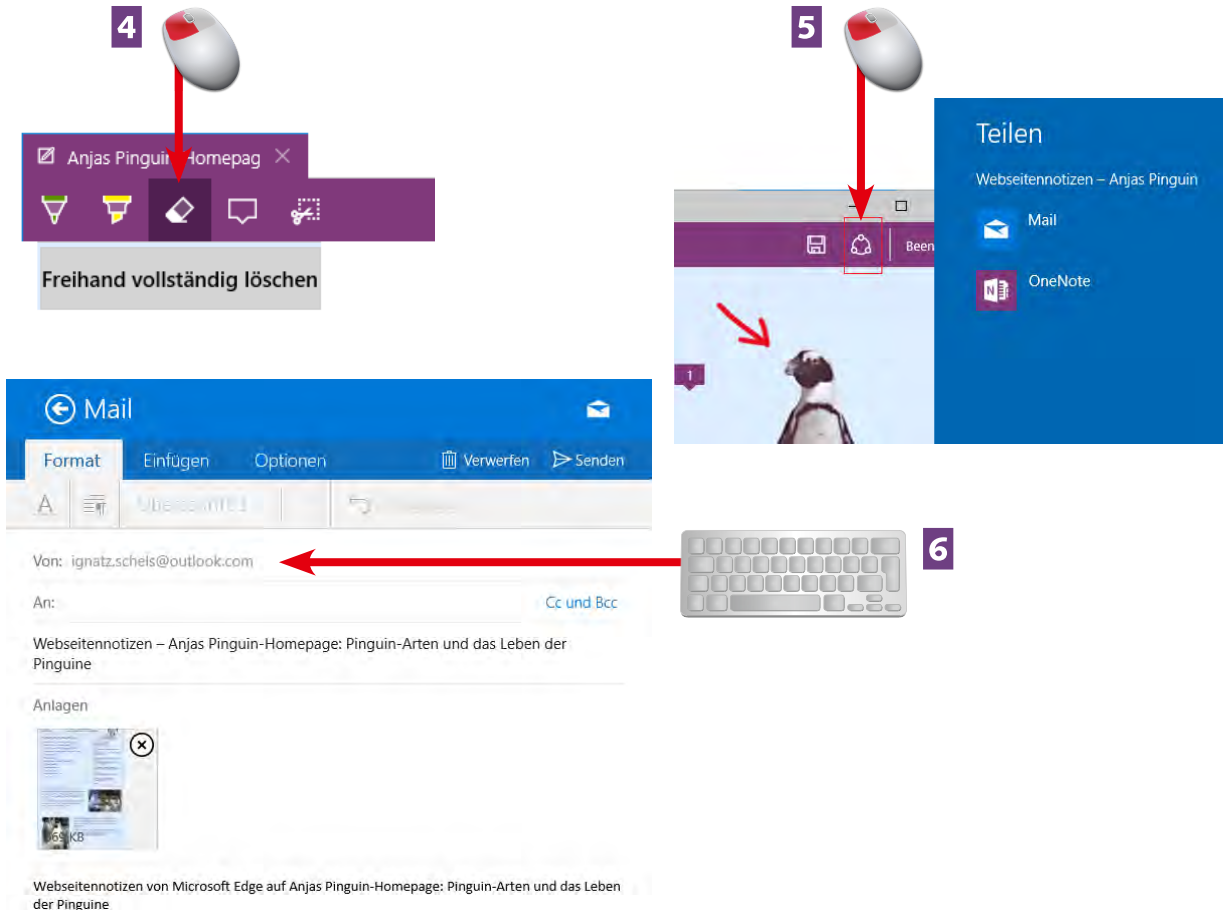 4
Anjas Pinguin-Homepag
Freihand vollständig löschen
5
Been
1
Teilen
Webseitennotizen – Anjas Pinguin
Mail
OneNote
Mail
Format Einfügen Optionen Verwerfen Senden
A
Von: ignatz.schels@outlook.com
6
An: Cc und Bcc
Webseitennotizen – Anjas Pinguin-Homepage: Pinguin-Arten und das Leben der
Pinguine
Anlagen
KB
Webseitennotizen von Microsoft Edge auf Anjas Pinguin-Homepage: Pinguin-Arten und das Leben
der Pinguine